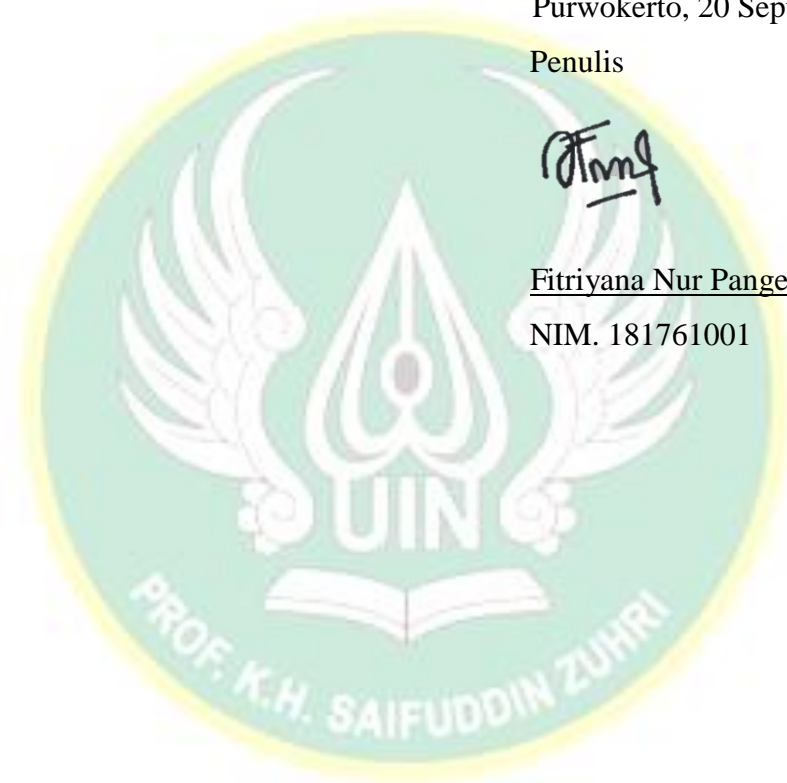 Purwokerto, 20 Sep
Penulis
Fitriyana Nur Pange
NIM. 181761001
UIN
PROF. K.H. SAIFUDDIN ZUHRI